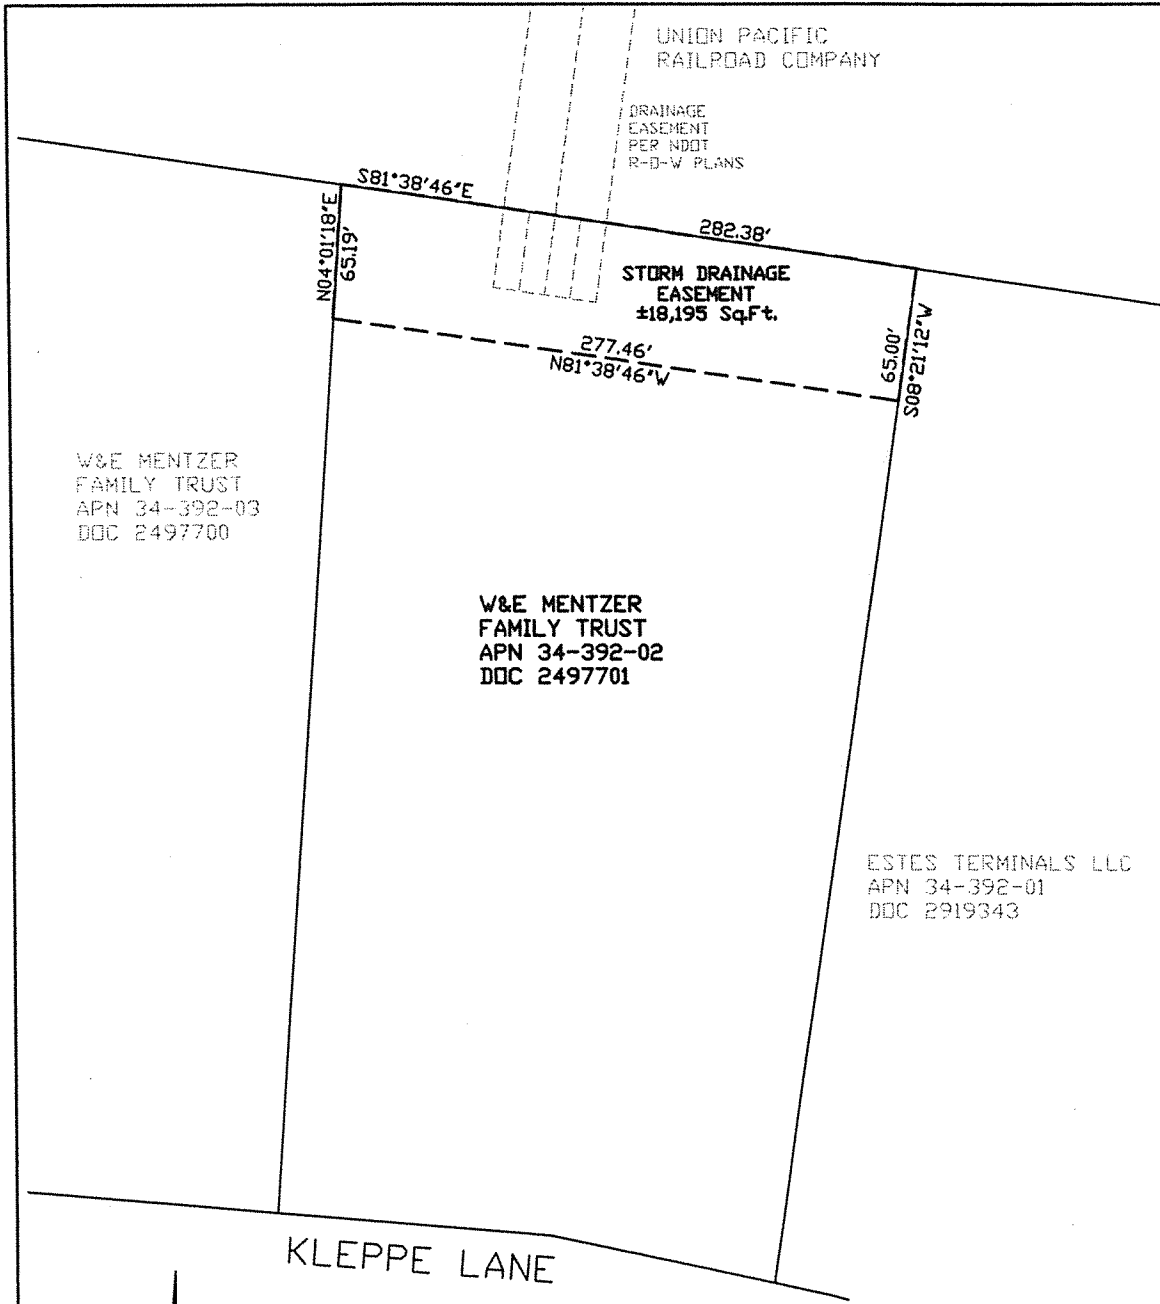 UNION PACIFIC
RAILROAD COMPANY
DRAINAGE
EASEMENT
PER NDOT
R-O-W PLANS
S81°38'46"E
282.38'
N04°01'18"E
65.19'
STORM DRAINAGE
EASEMENT
±18,195 Sq.Ft.
277.46'
N81°38'46"W
65.00'
S08°21'12"W
W&E MENTZER
FAMILY TRUST
APN 34-392-03
DOC 2497700
W&E MENTZER
FAMILY TRUST
APN 34-392-02
DOC 2497701
ESTES TERMINALS LLC
APN 34-392-01
DOC 2919343
KLEPPE LANE